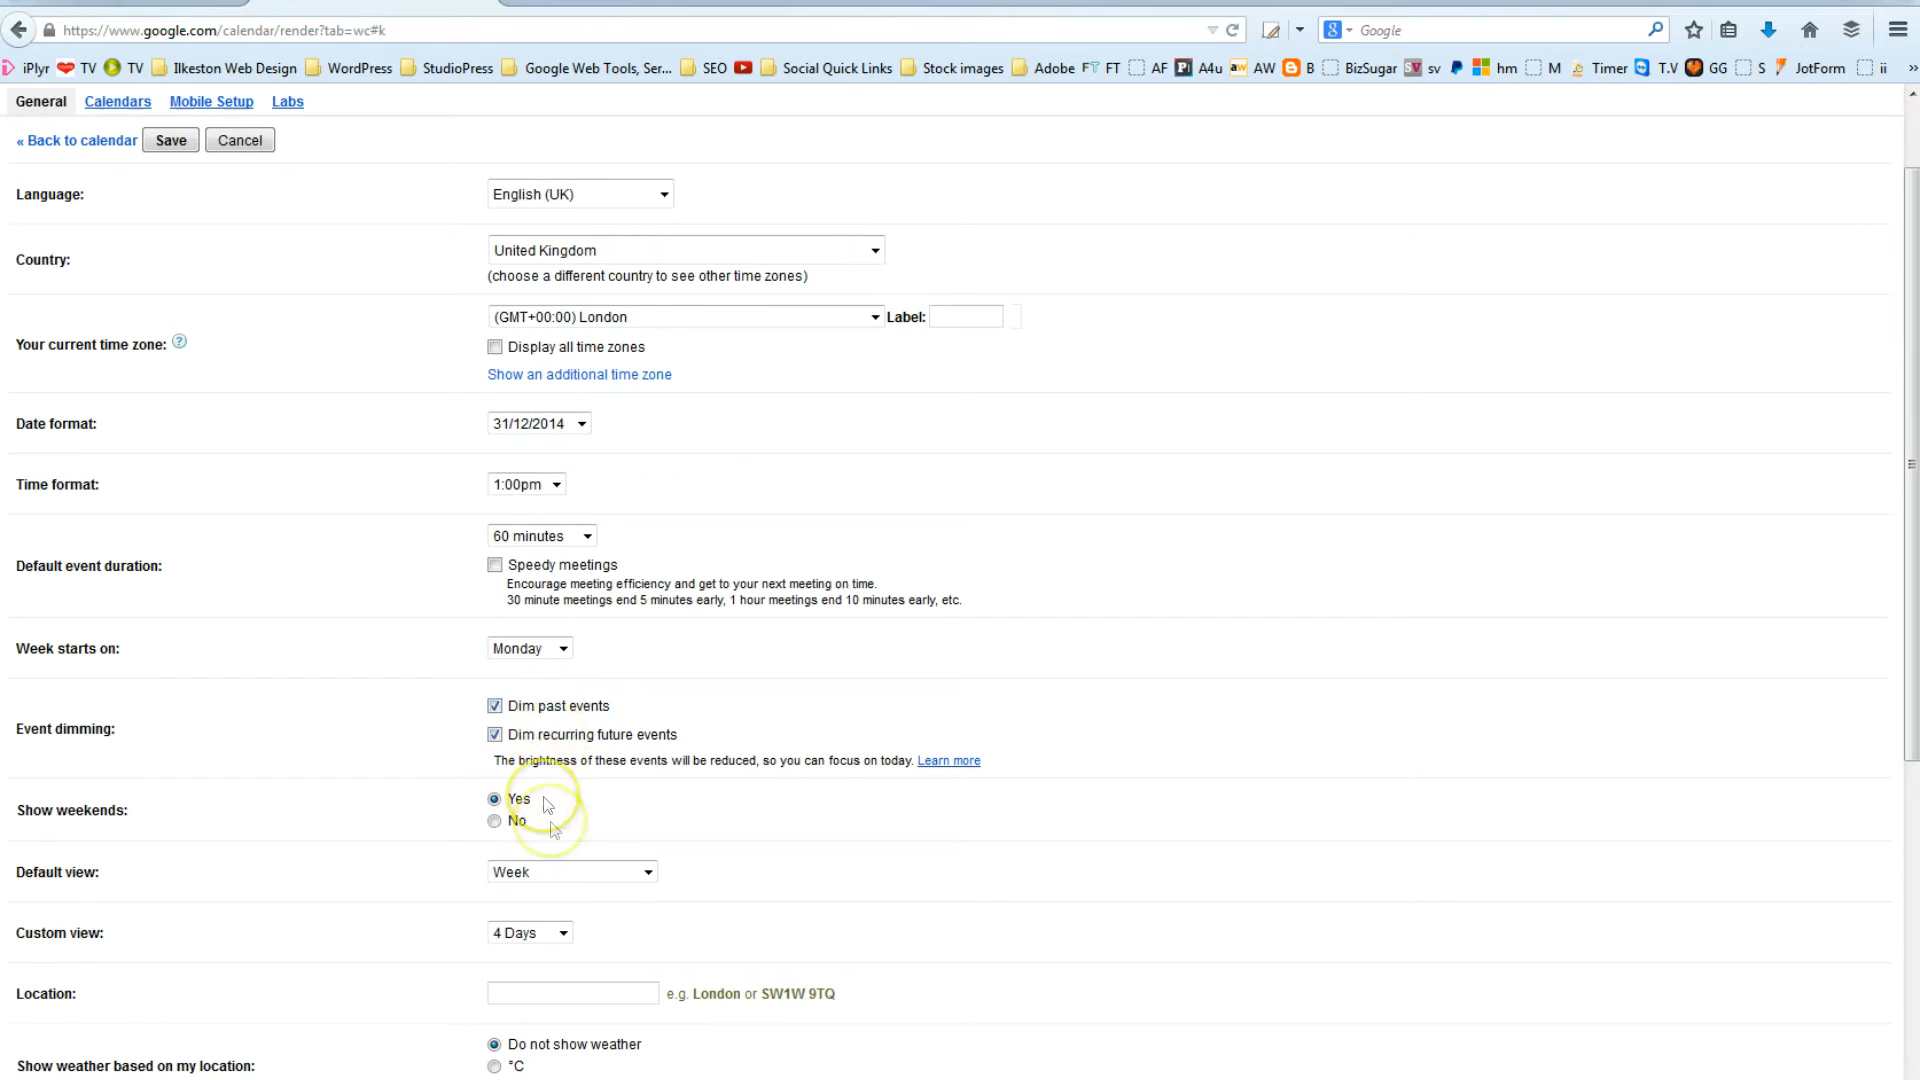 https://www.google.com/calendar/render?tab=wc#k
Google
iPlyr TV TV Ilkeston Web Design WordPress StudioPress Google Web Tools, Ser... SEO Social Quick Links Stock images Adobe FT FT AF A4u aw AW B BizSugar sv hm M Timer T.V GG S JotForm ii »
General Calendars Mobile Setup Labs
« Back to calendar Save Cancel
Language: English (UK)
Country: United Kingdom
(choose a different country to see other time zones)
(GMT+00:00) London Label:
Your current time zone: ?
Display all time zones
Show an additional time zone
Date format: 31/12/2014
Time format: 1:00pm
60 minutes
Default event duration: Speedy meetings
Encourage meeting efficiency and get to your next meeting on time.
30 minute meetings end 5 minutes early, 1 hour meetings end 10 minutes early, etc.
Week starts on: Monday
Dim past events
Event dimming: Dim recurring future events
The brightness of these events will be reduced, so you can focus on today. Learn more
Yes
Show weekends:
No
Default view: Week
Custom view: 4 Days
Location: e.g. London or SW1W 9TQ
Do not show weather
Show weather based on my location: °C